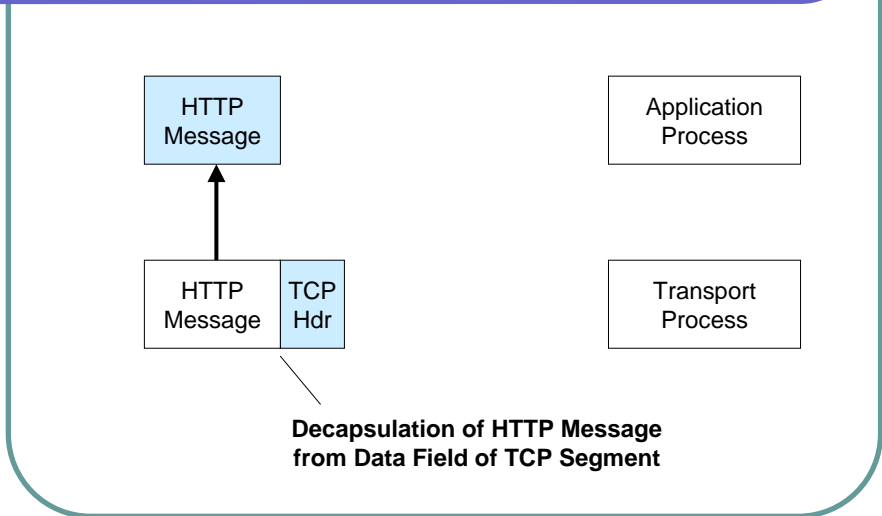 HTTP
Message
Application
Process
HTTP
Message
TCP
Hdr
Transport
Process
Decapsulation of HTTP Message
from Data Field of TCP Segment